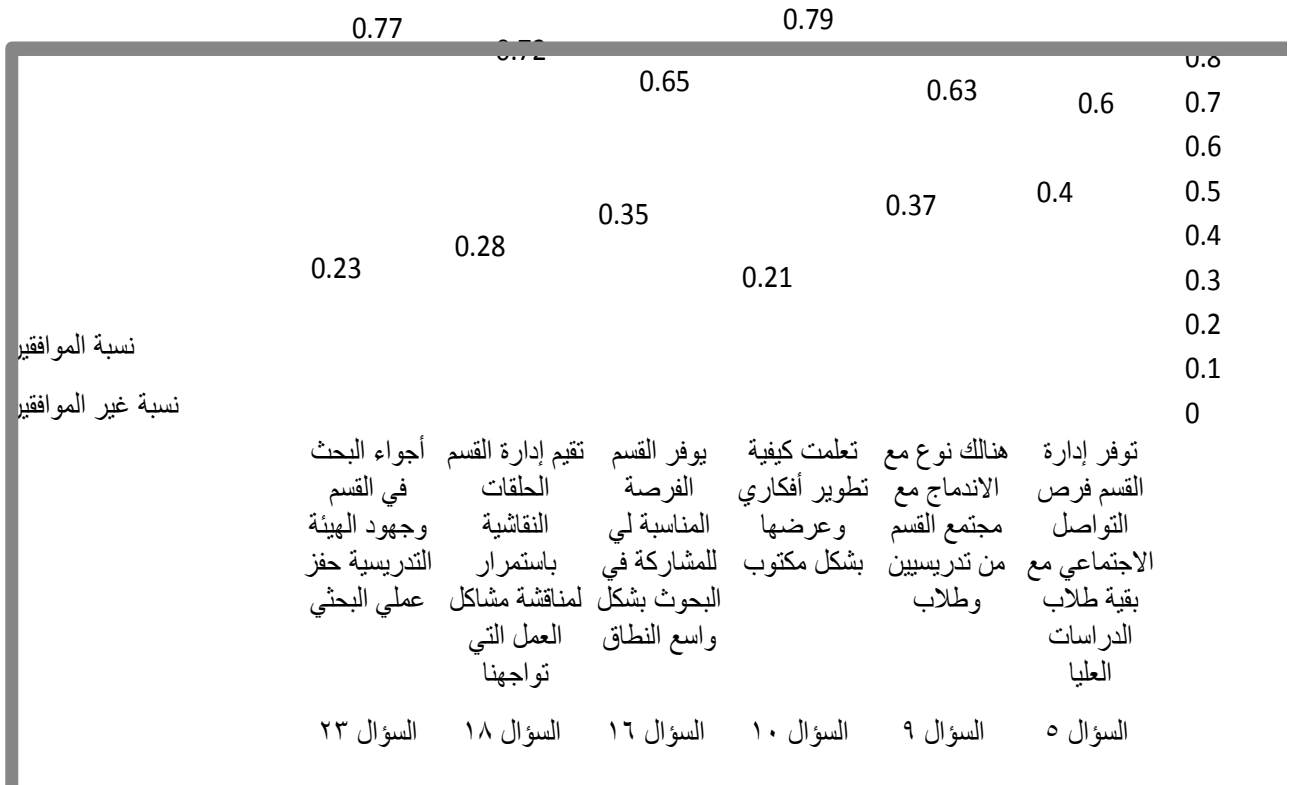 0.77
0.79
0.72
0.8
0.65
0.63
0.6
0.7
0.6
0.4
0.5
0.37
0.35
0.4
0.28
0.23
0.21
0.3
0.2
نسبة الموافقين
0.1
نسبة غير الموافقين
0
توفر إدارة
القسم فرص
التواصل
الاجتماعي مع
بقية طلاب
الدراسات
العليا
السؤال ٥
هنالك نوع مع
الاندماج مع
مجتمع القسم
من تدريسيين
وطلاب
السؤال ٩
تعلمت كيفية
تطوير أفكاري
وعرضها
بشكل مكتوب
السؤال ١٠
يوفر القسم
الفرصة
المناسبة لي
للمشاركة في
البحوث بشكل
واسع النطاق
السؤال ١٦
تقيم إدارة القسم
الحلقات
النقاشية
باستمرار
لمناقشة مشاكل
العمل التي
تواجهنا
السؤال ١٨
أجواء البحث
في القسم
وجهود الهيئة
التدريسية حفز
عملي البحثي
السؤال ٢٣